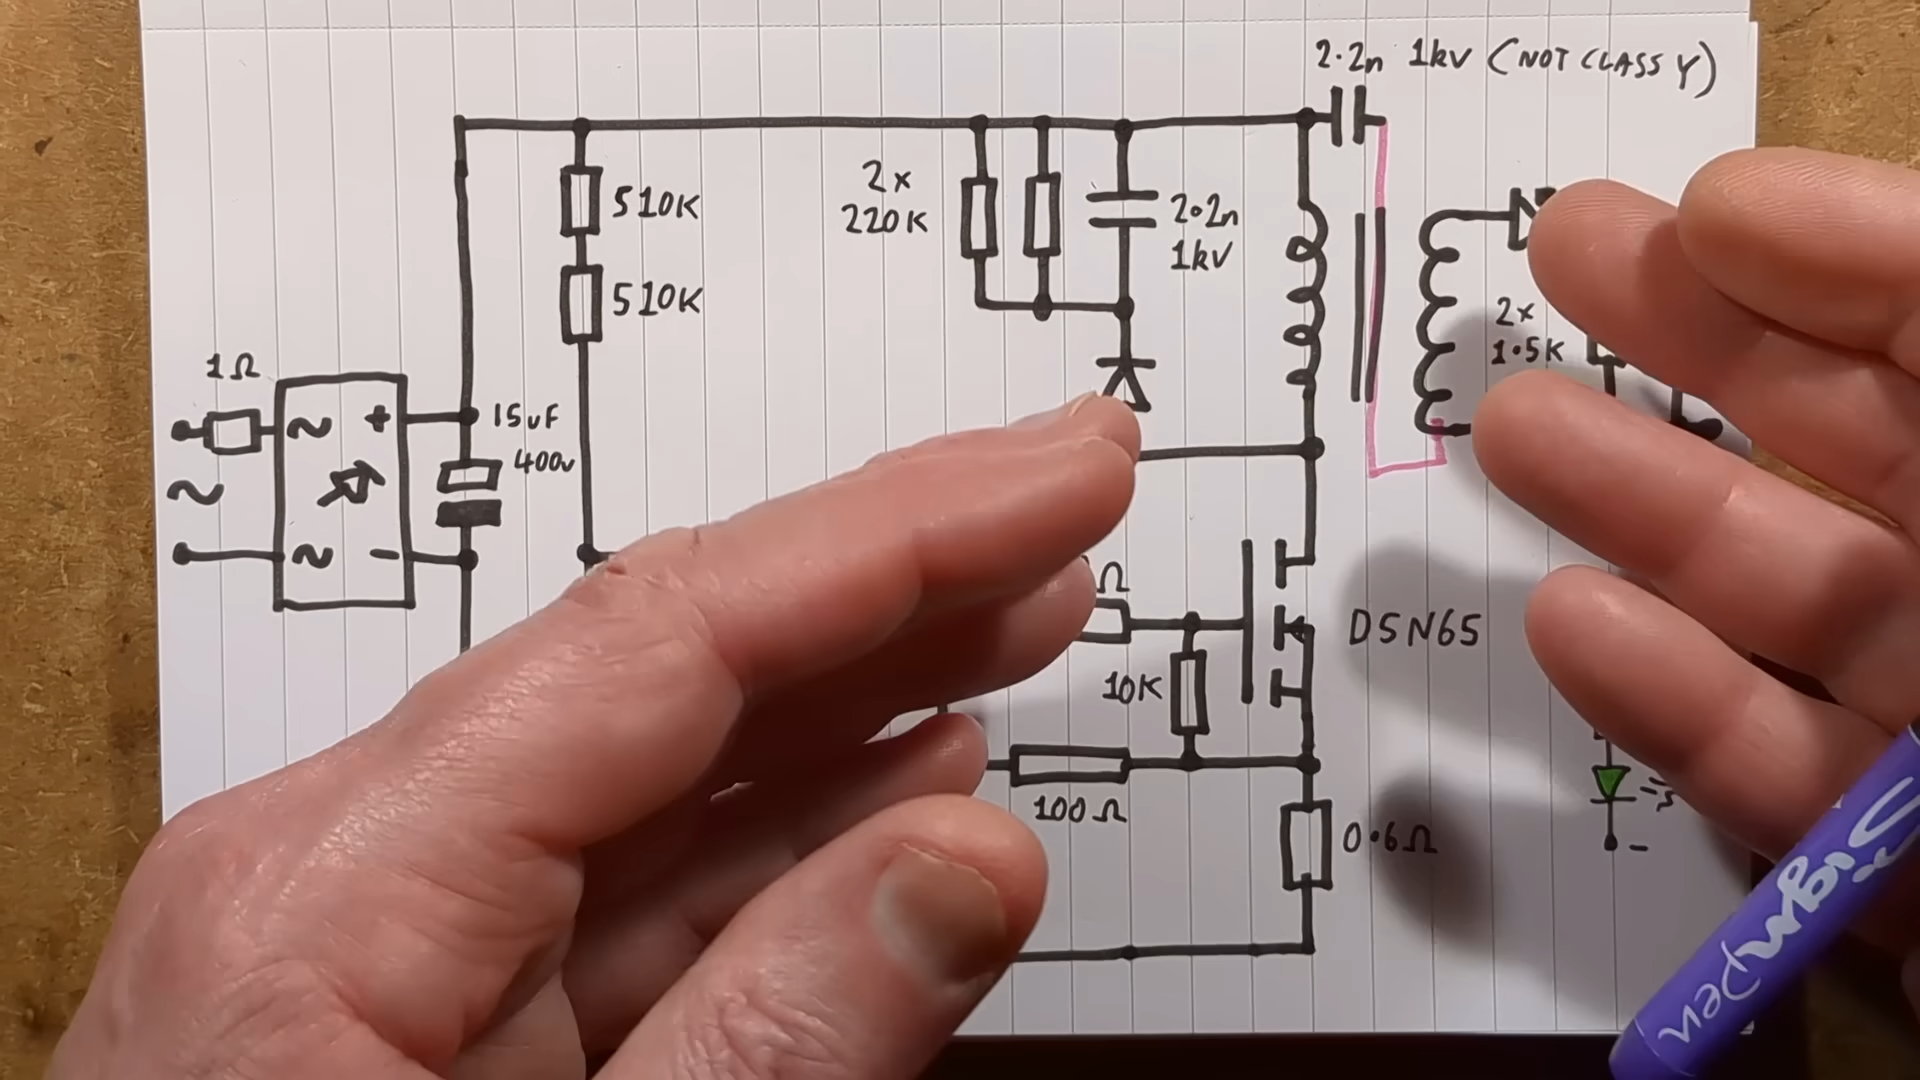 2.2n 1kV (NOT CLASS Y)
510K
2x
220K
2.2n
1kV
510K
2x
1.5K
1Ω
~ +
15uF
400v
~
~ -
Ω
D5N65
10K
100Ω
0.6Ω
-